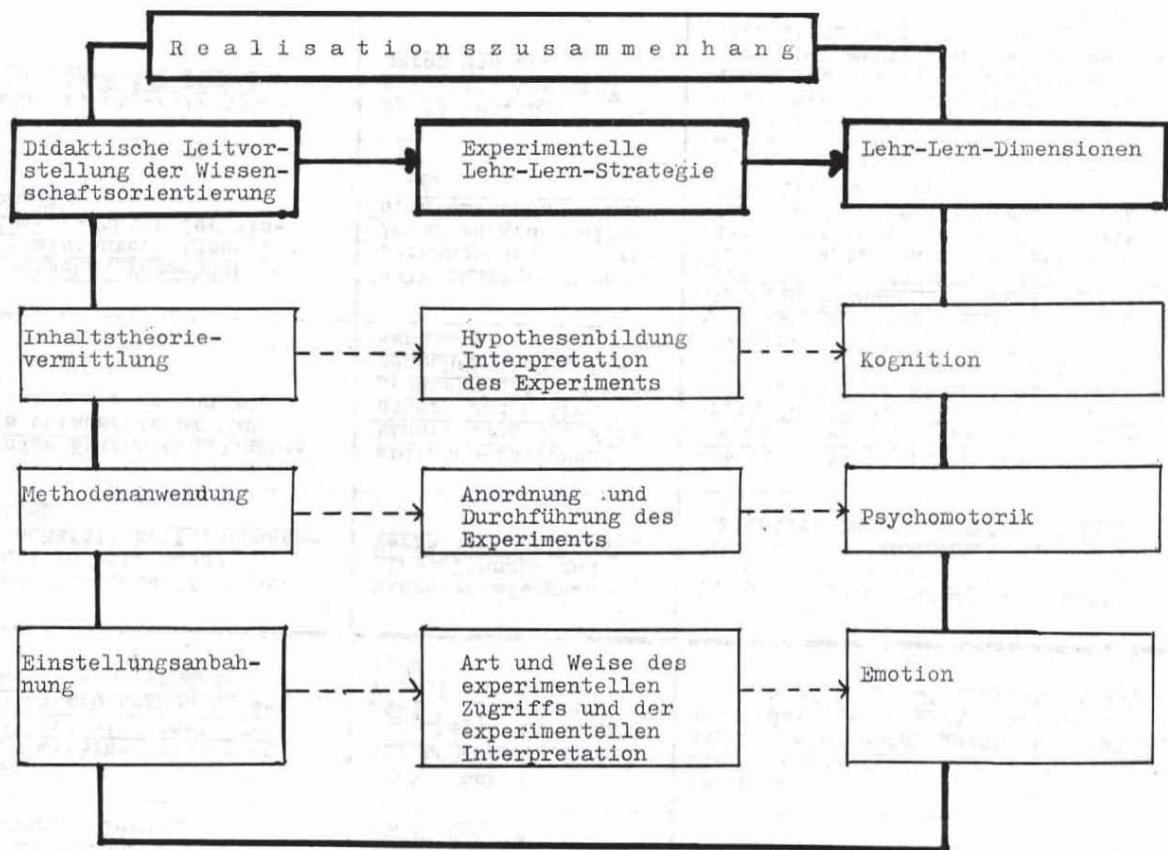 Realisationszusammenhang
Didaktische Leitvor-
stellung der Wissen-
schaftsorientierung
Experimentelle
Lehr-Lern-Strategie
Lehr-Lern-Dimensionen
Inhaltstheorie-
vermittlung
Hypothesenbildung
Interpretation
des Experiments
Kognition
Methodenanwendung
Anordnung und
Durchführung des
Experiments
Psychomotorik
Einstellungsanbah-
nung
Art und Weise des
experimentellen
Zugriffs und der
experimentellen
Interpretation
Emotion